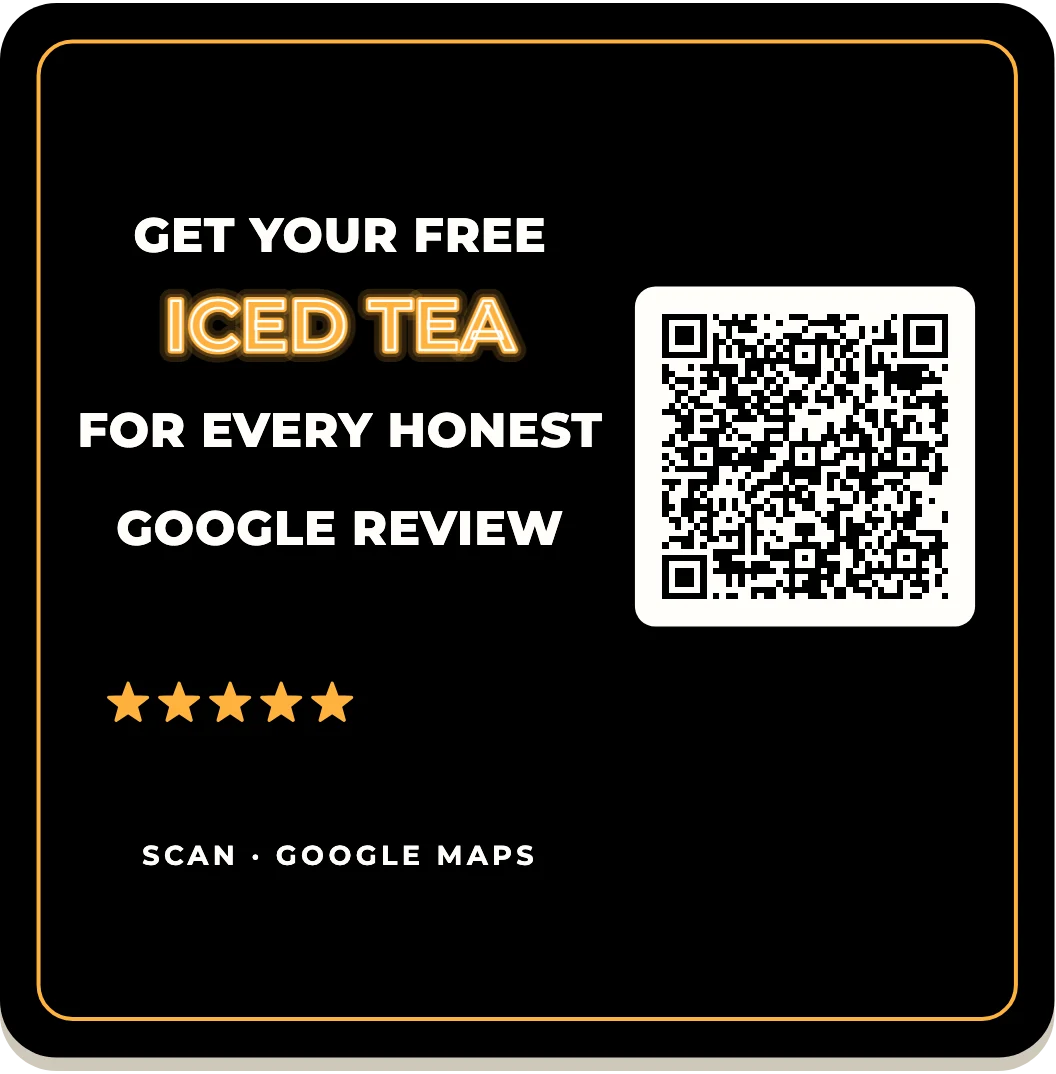 GET YOUR FREE
ICED TEA
FOR EVERY HONEST
GOOGLE REVIEW
SCAN · GOOGLE MAPS